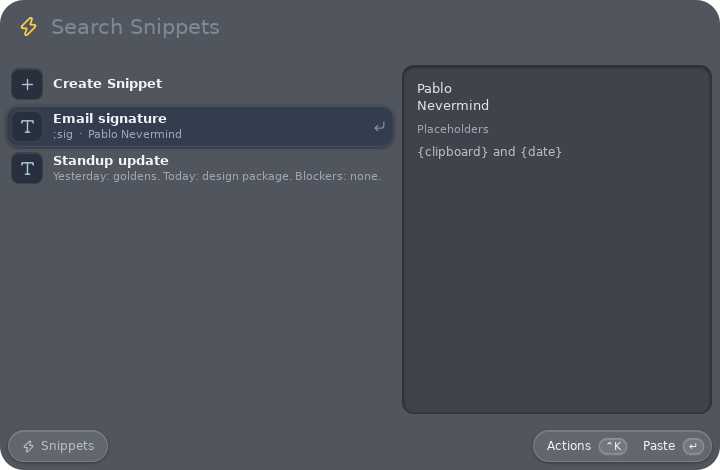 Search Snippets
Create Snippet
Email signature
;sig · Pablo Nevermind
Standup update
Yesterday: goldens. Today: design package. Blockers: none.
Pablo
Nevermind
Placeholders
{clipboard} and {date}
Snippets
Actions ^K Paste ↵